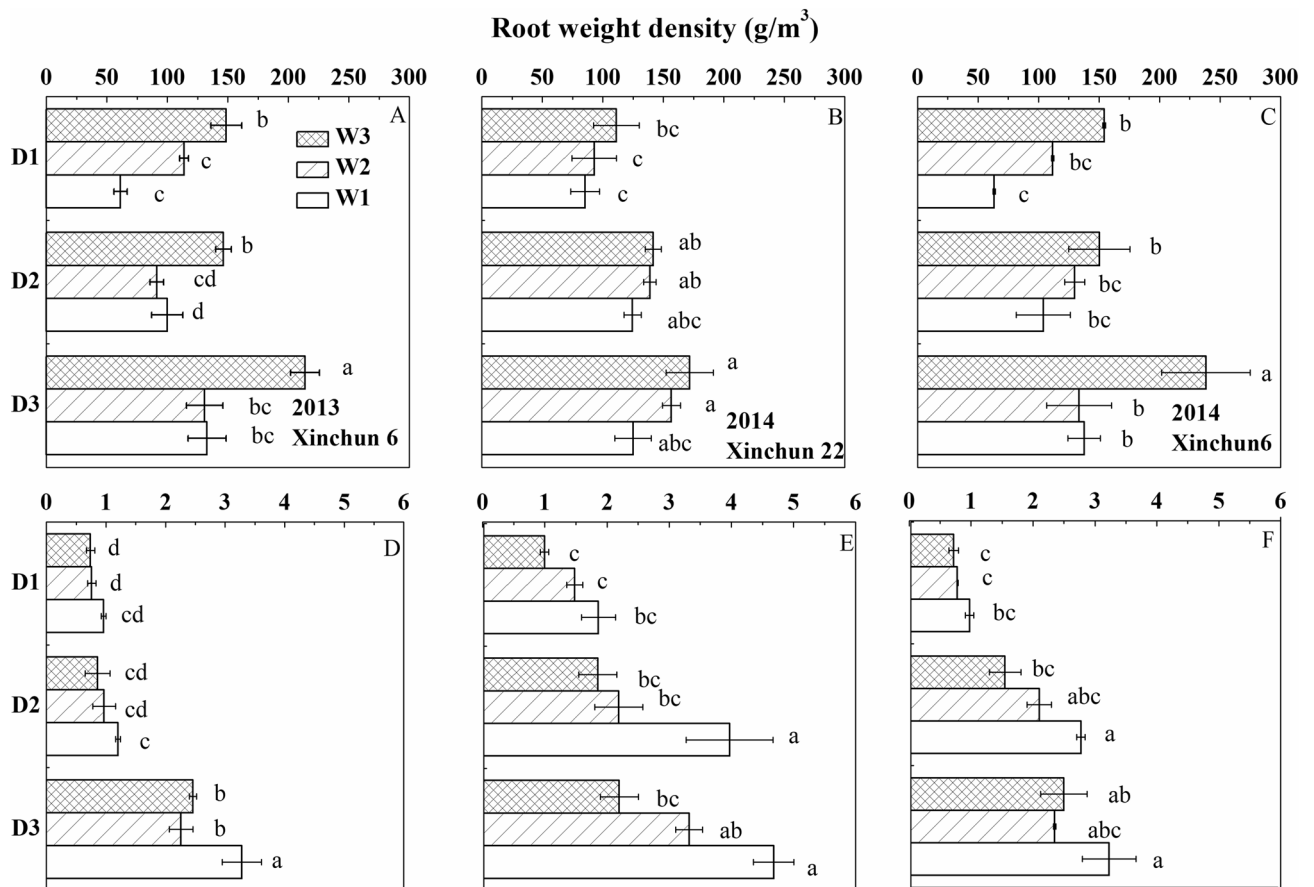 Root weight density (g/m³)
0 50 100 150 200 250 300 0 50 100 150 200 250 300 0 50 100 150 200 250 300
A B C
D1 b bc b
W3
c c bc
W2
c c c
W1
D2 b ab b
cd ab bc
d abc bc
D3 a a a
bc 2013 a b
bc Xinchun 6 abc b
2014 2014
Xinchun 22 Xinchun6
0 1 2 3 4 5 6 0 1 2 3 4 5 6 0 1 2 3 4 5 6
D E F
D1 d c c
d c c
cd bc bc
D2 cd bc bc
cd bc abc
c a a
D3 b bc ab
b ab abc
a a a